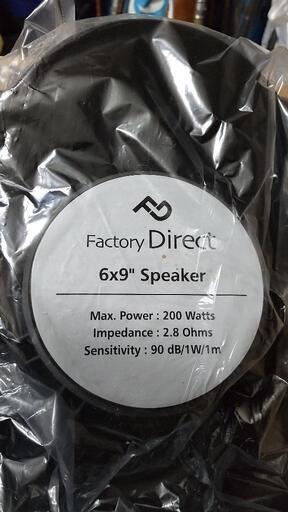 Factory Direct
6x9" Speaker
Max. Power : 200 Watts
Impedance : 2.8 Ohms
Sensitivity : 90 dB/1W/1m